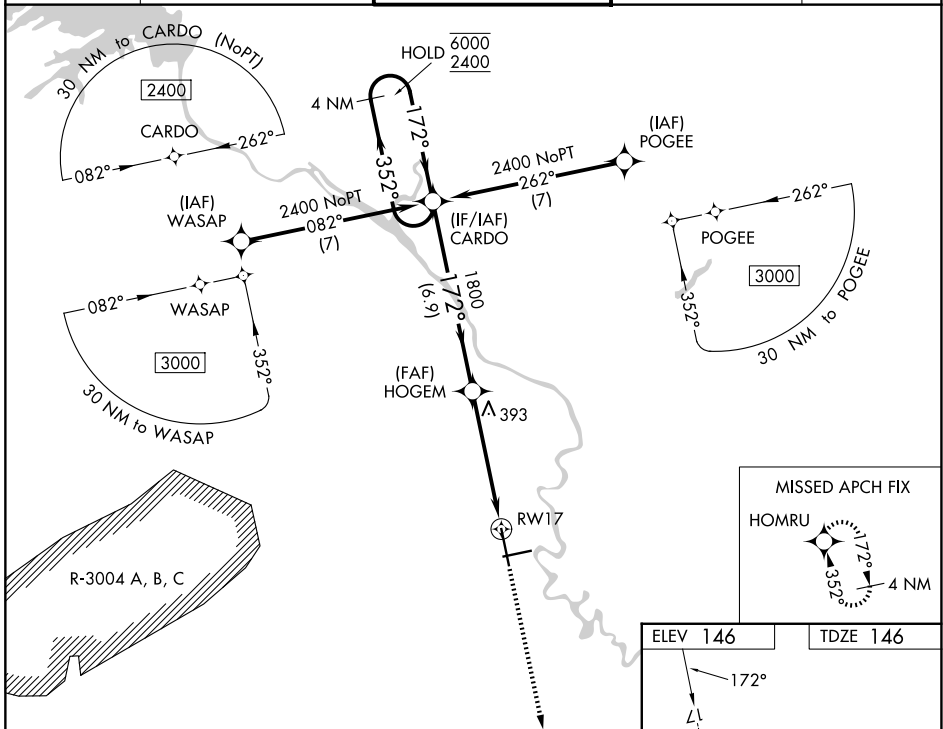 30 NM to CARDO (NoPT)
2400
CARDO
082°
262°
HOLD 6000
2400
4 NM
172°
352°
(IAF)
POGEE
2400 NoPT
262°
(7)
(IAF)
WASAP
2400 NoPT
082°
(7)
(IF/IAF)
CARDO
262°
POGEE
3000
352°
30 NM to POGEE
082°
WASAP
3000
352°
30 NM to WASAP
1800
172°
(6.9)
(FAF)
HOGEM
393
RW17
R-3004 A, B, C
MISSED APCH FIX
HOMRU
172°
352°
4 NM
ELEV 146
TDZE 146
172°
17